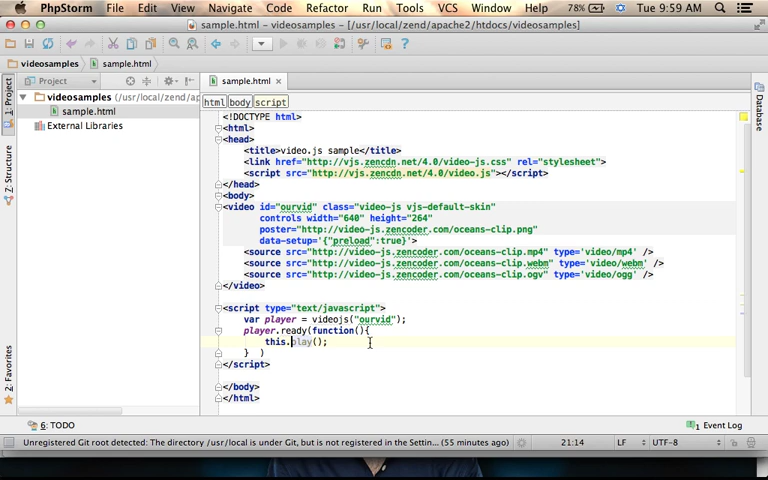 PhpStorm File Edit View Navigate Code Refactor Run Tools VCS Window Help 78% Tue 9:59 AM
sample.html – videosamples – [/usr/local/zend/apache2/htdocs/videosamples]
videosamples sample.html
Project
sample.html
1: Project
videosamples (/usr/local/zend/ap
sample.html
External Libraries
Z: Structure
2: Favorites
Database
html body script
<!DOCTYPE html>
<html>
<head>
<title>video.js sample</title>
<link href="http://vjs.zencdn.net/4.0/video-js.css" rel="stylesheet">
<script src="http://vjs.zencdn.net/4.0/video.js"></script>
</head>
<body>
<video id="ourvid" class="video-js vjs-default-skin"
controls width="640" height="264"
poster="http://video-js.zencoder.com/oceans-clip.png"
data-setup='{"preload":true}'>
<source src="http://video-js.zencoder.com/oceans-clip.mp4" type='video/mp4' />
<source src="http://video-js.zencoder.com/oceans-clip.webm" type='video/webm' />
<source src="http://video-js.zencoder.com/oceans-clip.ogv" type='video/ogg' />
</video>
<script type="text/javascript">
var player = videojs("ourvid");
player.ready(function(){
this.play();
} )
</script>
</body>
</html>
6: TODO
1 Event Log
Unregistered Git root detected: The directory /usr/local is under Git, but is not registered in the Settin... (55 minutes ago) 21:14 LF UTF-8